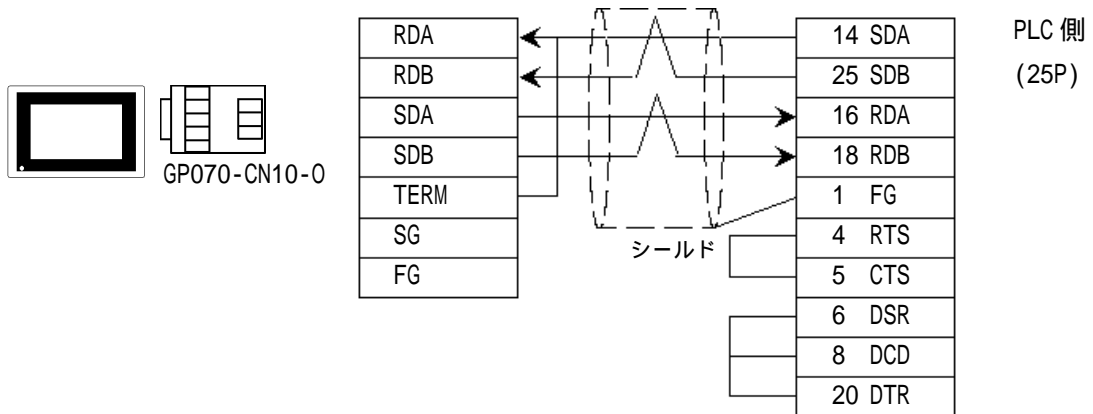 RDA
RDB
SDA
SDB
TERM
SG
FG
GP070-CN10-O
シールド
14 SDA
25 SDB
16 RDA
18 RDB
1 FG
4 RTS
5 CTS
6 DSR
8 DCD
20 DTR
PLC 側
(25P)